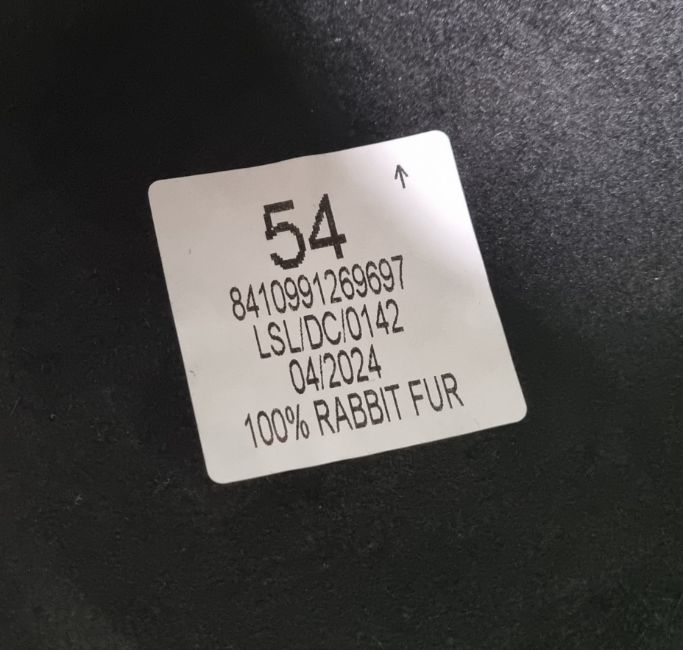 ↑
54
8410991269697
LSL/DC/0142
04/2024
100% RABBIT FUR